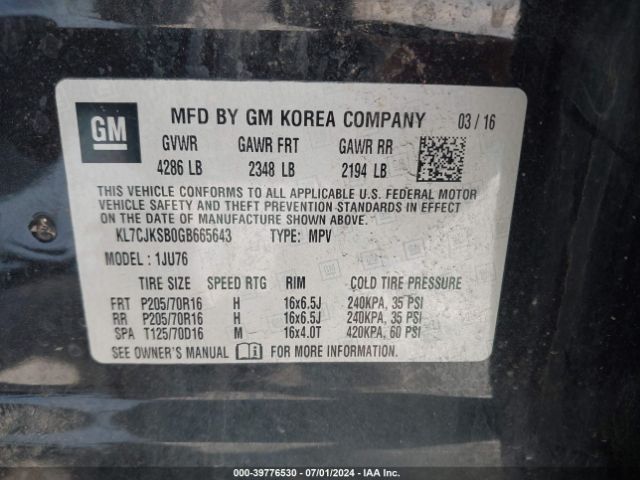 GM
MFD BY GM KOREA COMPANY 03 / 16
GVWR GAWR FRT GAWR RR
4286 LB 2348 LB 2194 LB
THIS VEHICLE CONFORMS TO ALL APPLICABLE U.S. FEDERAL MOTOR
VEHICLE SAFETY AND THEFT PREVENTION STANDARDS IN EFFECT
ON THE DATE OF MANUFACTURE SHOWN ABOVE.
KL7CJKSB0GB665643 TYPE: MPV
MODEL : 1JU76
TIRE SIZE SPEED RTG RIM COLD TIRE PRESSURE
FRT P205/70R16 H 16x6.5J 240KPA, 35 PSI
RR P205/70R16 H 16x6.5J 240KPA, 35 PSI
SPA T125/70D16 M 16x4.0T 420KPA, 60 PSI
SEE OWNER'S MANUAL FOR MORE INFORMATION.
000-39776530 - 07/01/2024 - IAA Inc.